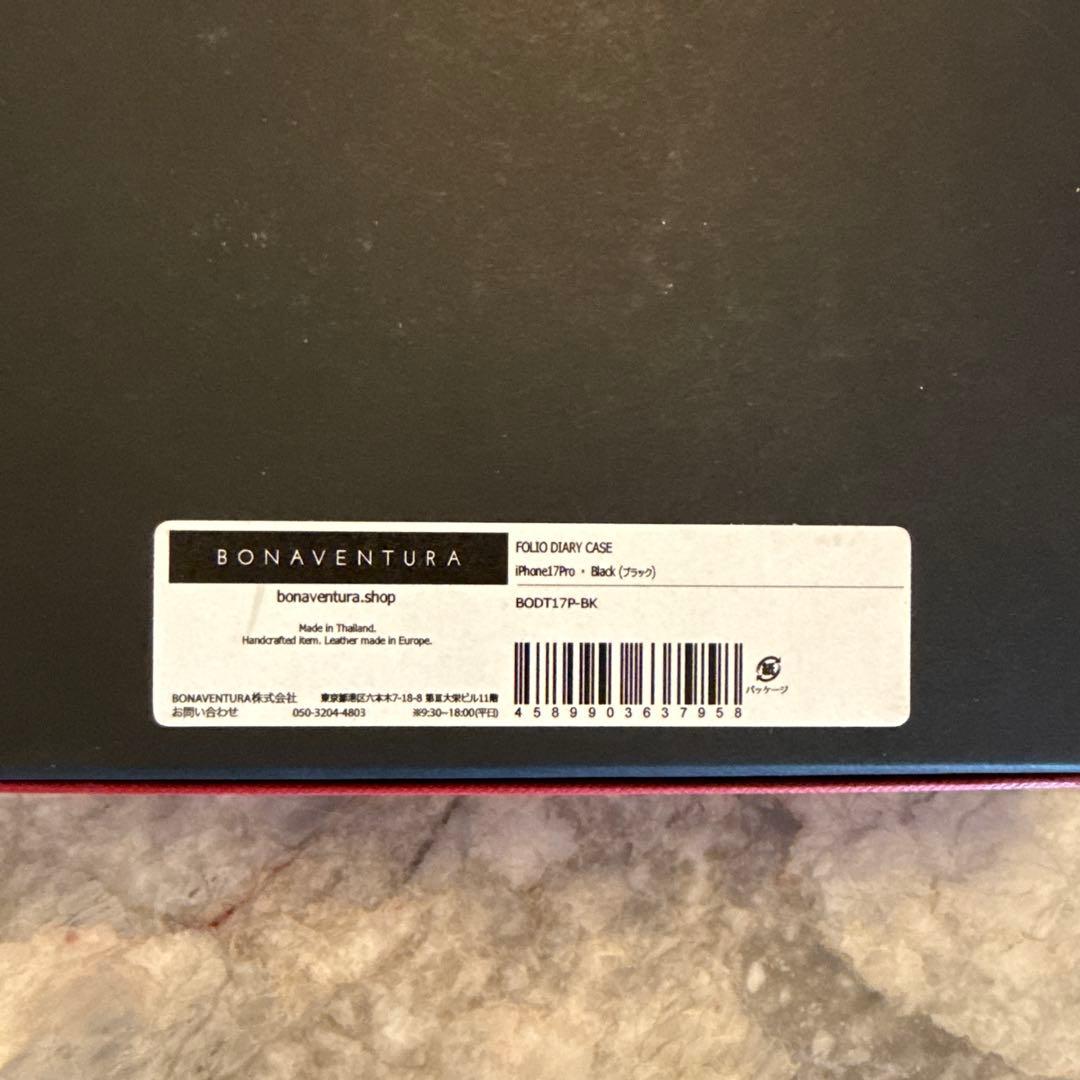 BONAVENTURA
bonaventura.shop
Made in Thailand.
Handcrafted item. Leather made in Europe.
BONAVENTURA株式会社 東京都港区六本木7-18-8 第Ⅲ大栄ビル11階
お問い合わせ 050-3204-4803 ※9:30~18:00(平日)
FOLIO DIARY CASE
iPhone17Pro・Black (ブラック)
BODT17P-BK
4589903637958
紙
パッケージ